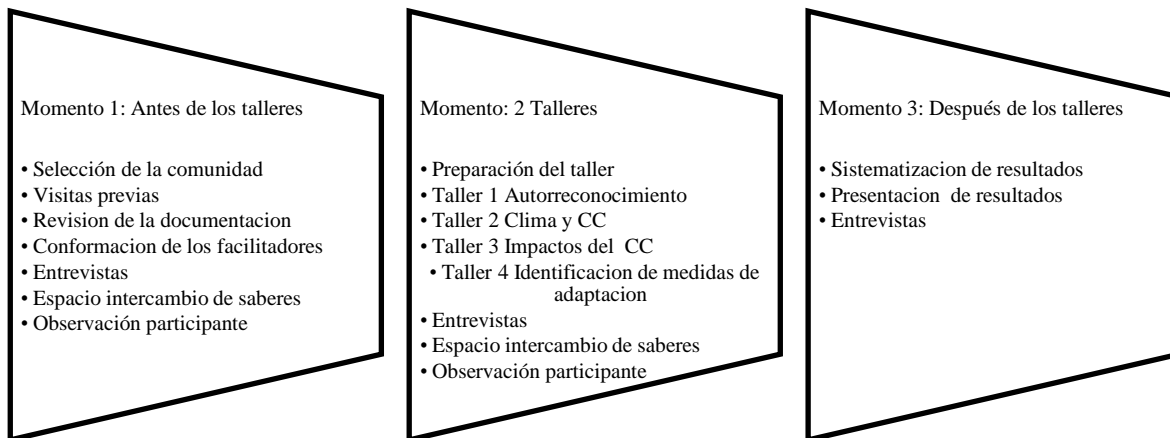 Momento 1: Antes de los talleres
• Selección de la comunidad
• Visitas previas
• Revision de la documentacion
• Conformacion de los facilitadores
• Entrevistas
• Espacio intercambio de saberes
• Observación participante
Momento: 2 Talleres
• Preparación del taller
• Taller 1 Autorreconocimiento
• Taller 2 Clima y CC
• Taller 3 Impactos del  CC
• Taller 4 Identificacion de medidas de
adaptacion
• Entrevistas
• Espacio intercambio de saberes
• Observación participante
Momento 3: Después de los talleres
• Sistematizacion de resultados
• Presentacion  de resultados
• Entrevistas